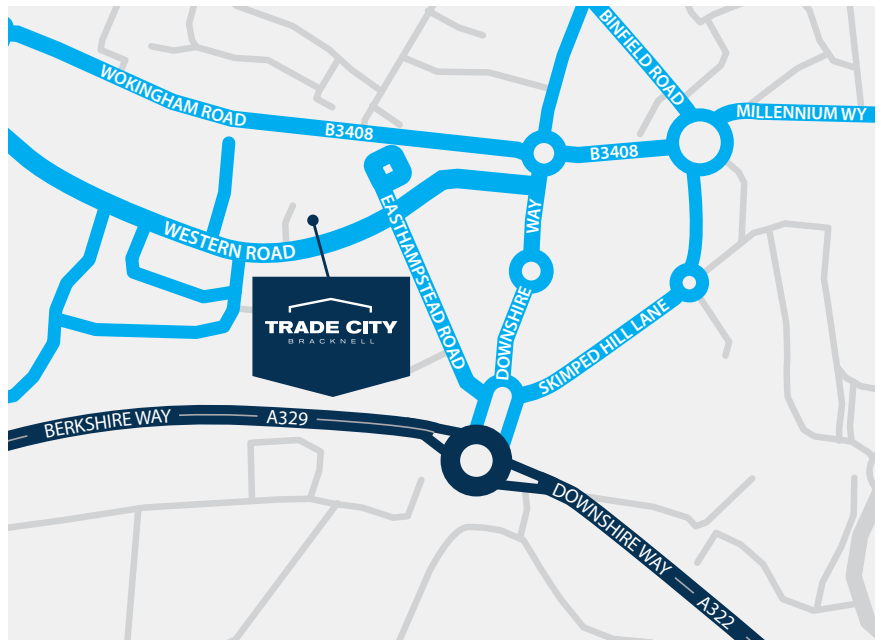 BINFIELD ROAD
WOKINGHAM ROAD
MILLENNIUM WY
B3408
B3408
EASTHAMPSTEAD ROAD
WAY
WESTERN ROAD
TRADE CITY
BRACKNELL
DOWNSHIRE
SKIMPED HILL LANE
BERKSHIRE WAY
A329
DOWNSHIRE WAY
A322